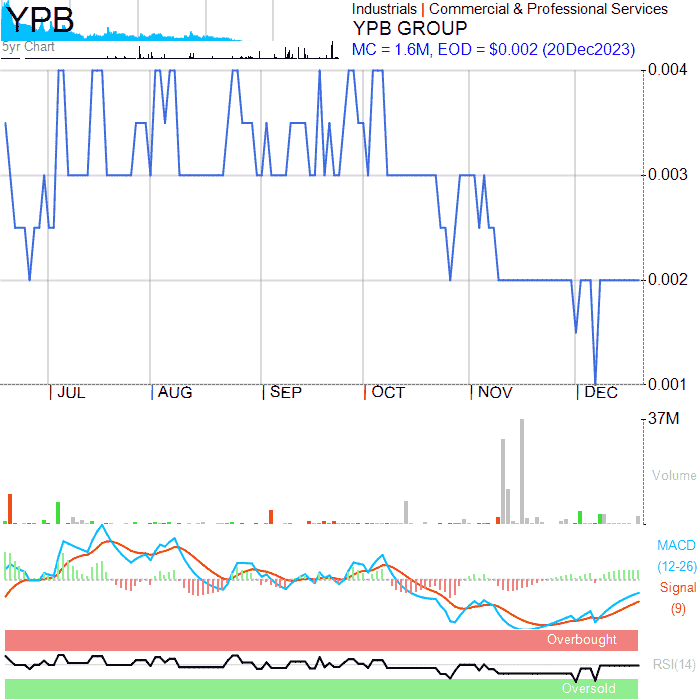 YPB
5yr Chart
Industrials | Commercial & Professional Services
YPB GROUP
MC = 1.6M, EOD = $0.002 (20Dec2023)
0.004
0.003
0.002
0.001
JUL AUG SEP OCT NOV DEC
37M
Volume
MACD
(12-26)
Signal
(9)
Overbought
RSI(14)
Oversold